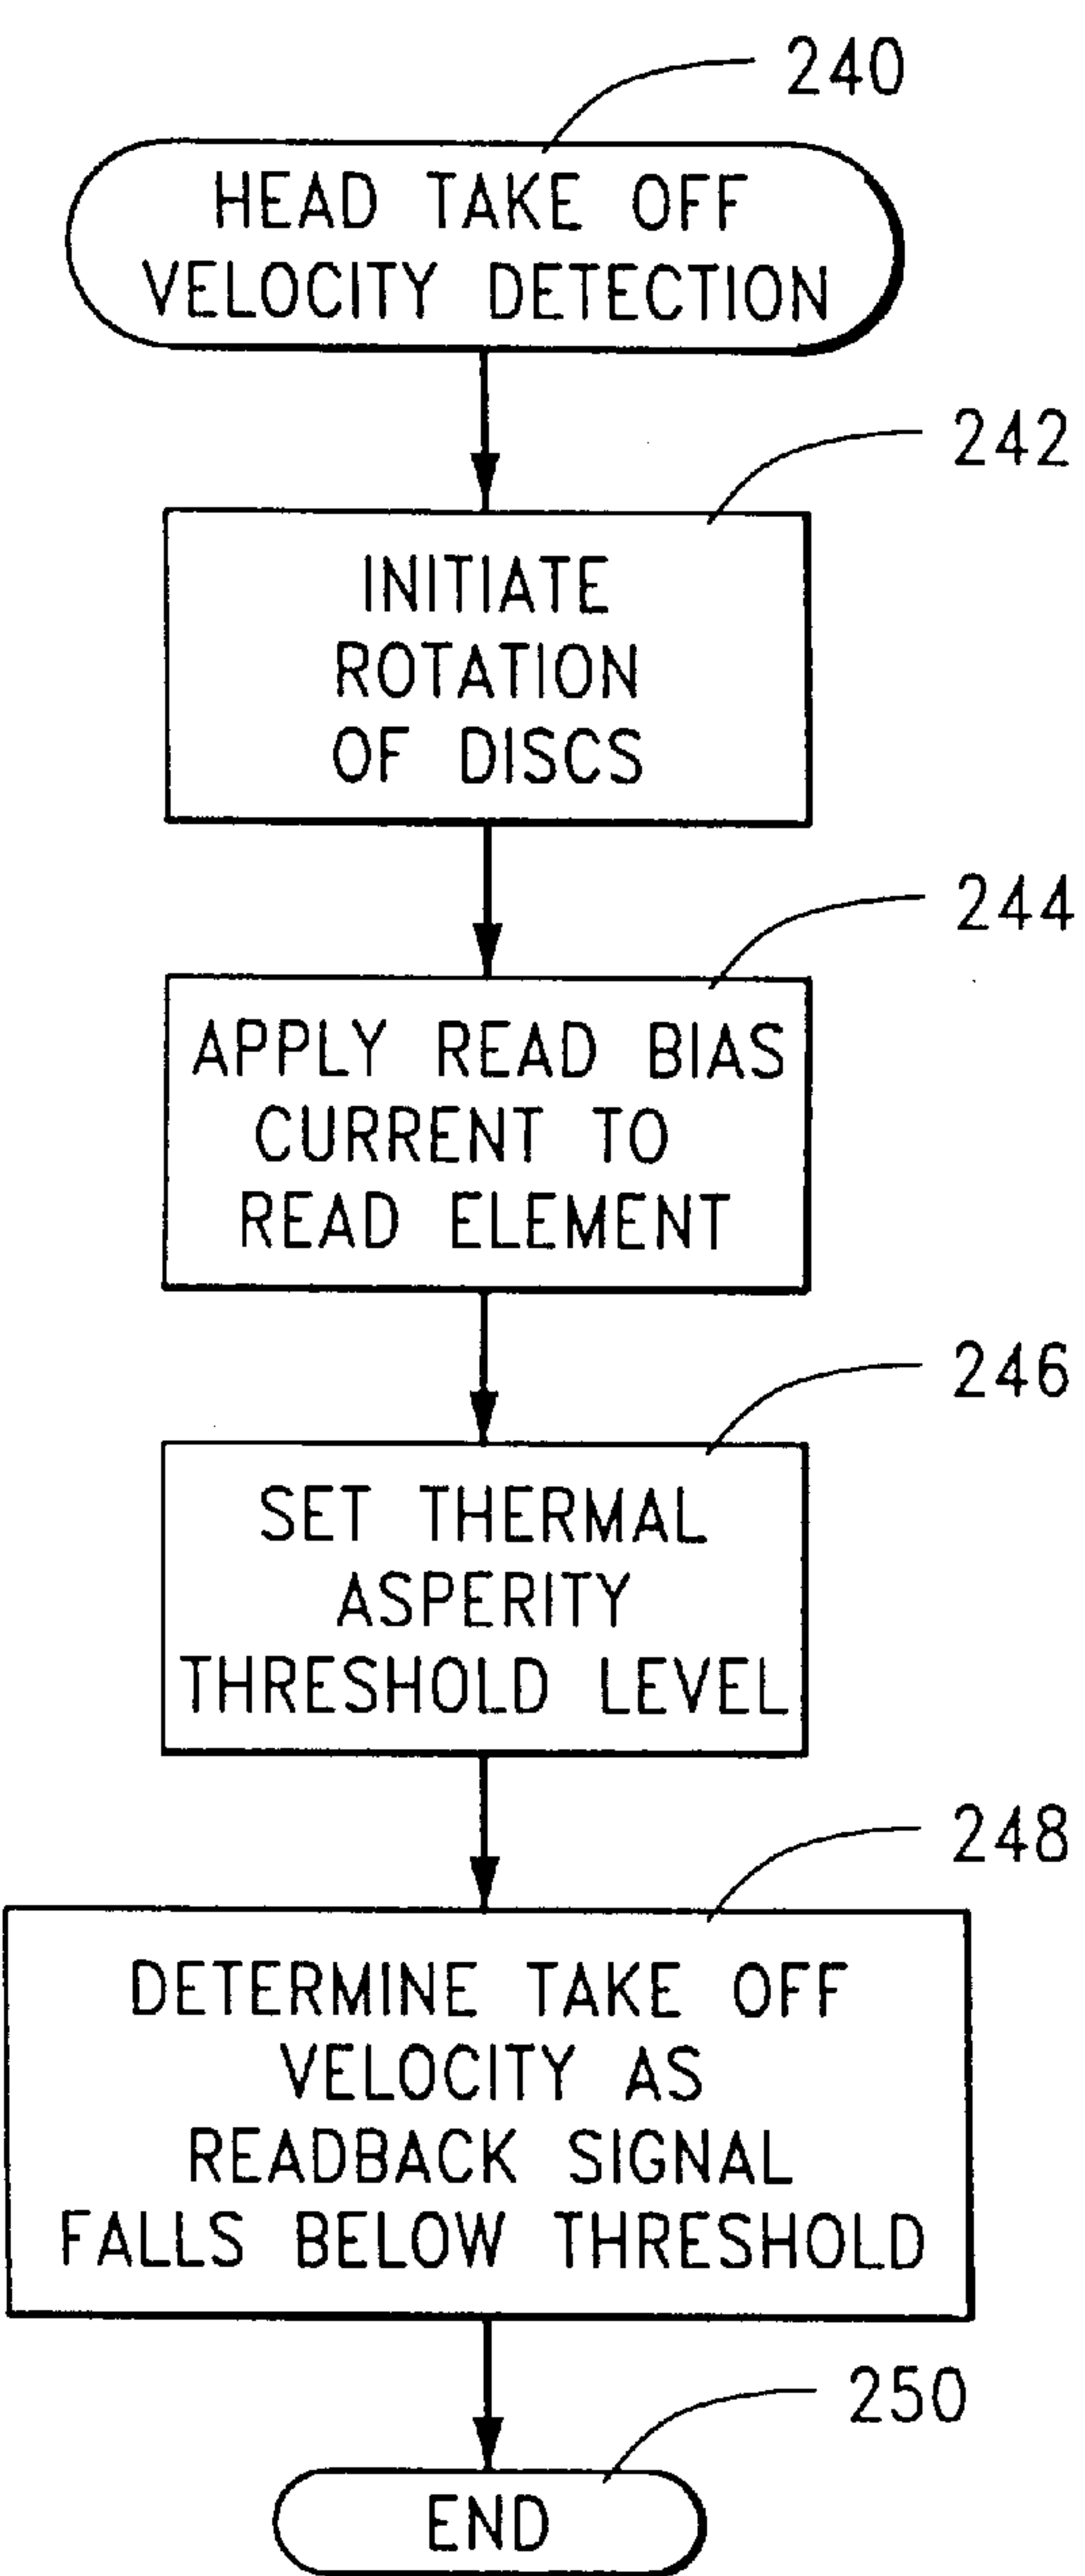 240
HEAD TAKE OFF
VELOCITY DETECTION
242
INITIATE
ROTATION
OF DISCS
244
APPLY READ BIAS
CURRENT TO
READ ELEMENT
246
SET THERMAL
ASPERITY
THRESHOLD LEVEL
248
DETERMINE TAKE OFF
VELOCITY AS
READBACK SIGNAL
FALLS BELOW THRESHOLD
250
END